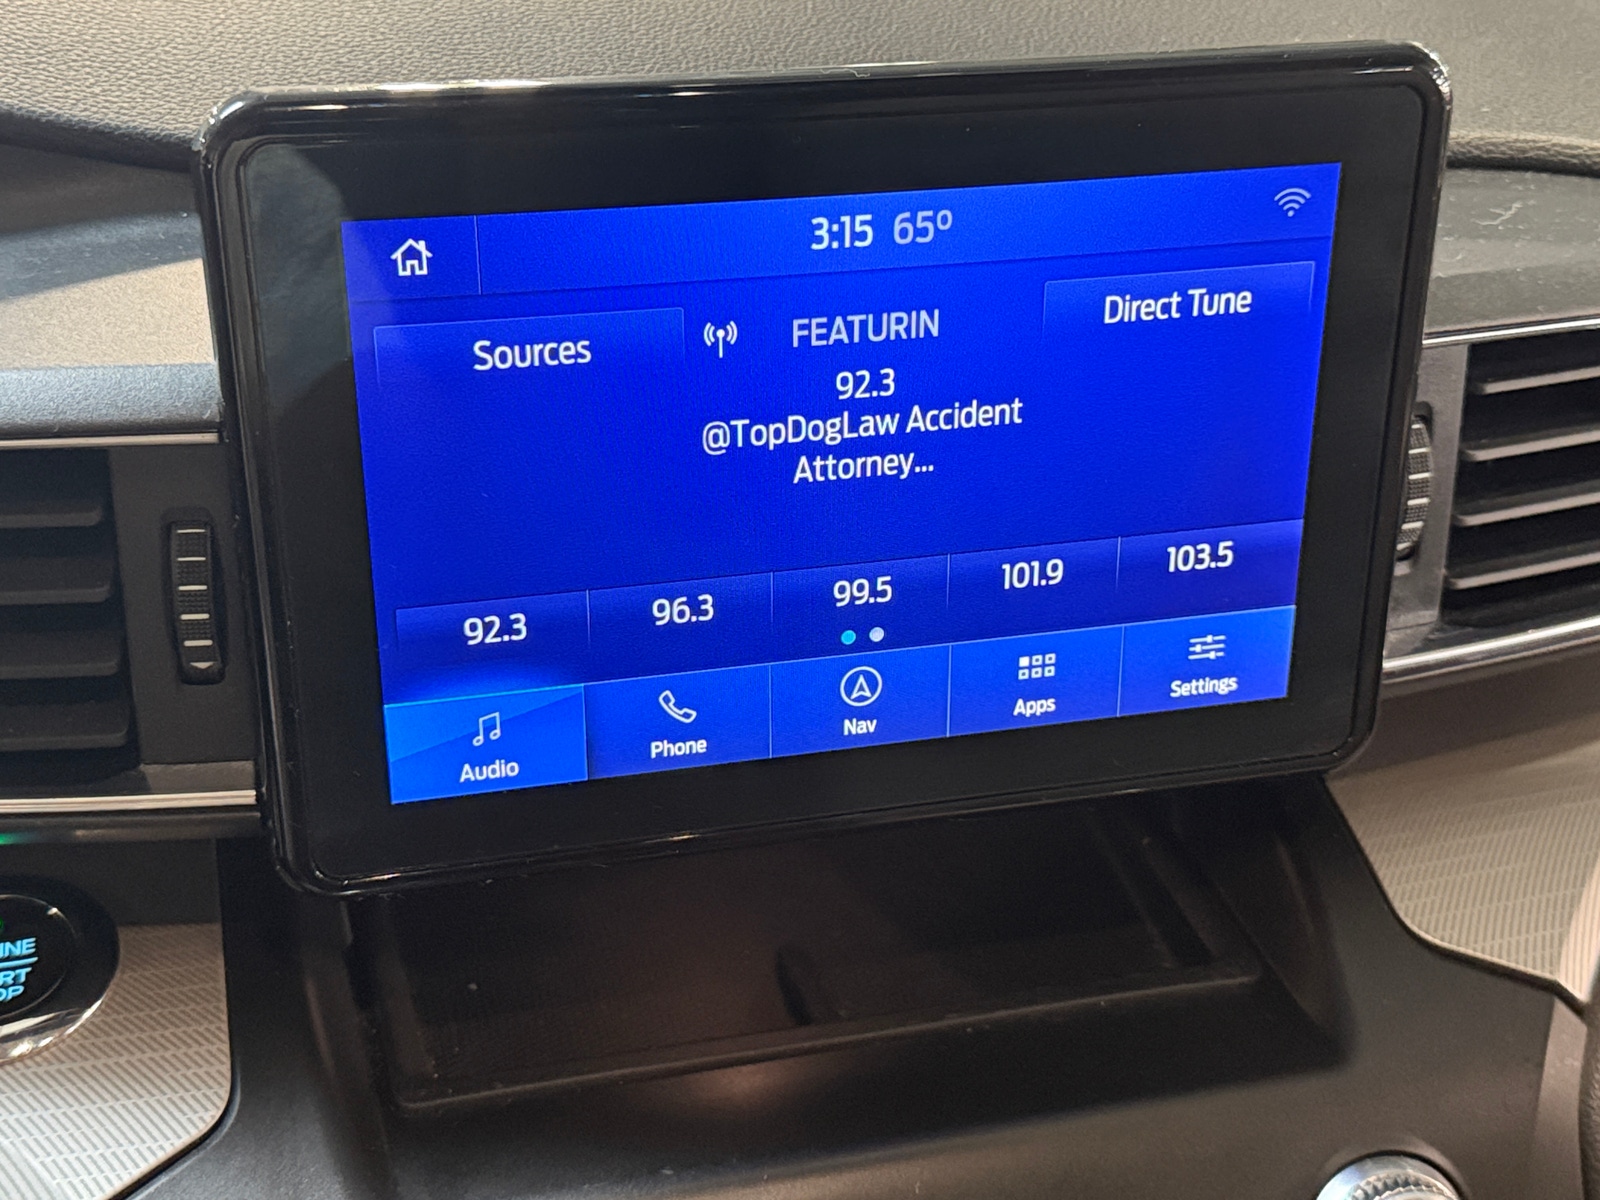 3:15 65º
Sources
FEATURIN
Direct Tune
92.3
@TopDogLaw Accident
Attorney...
92.3
96.3
99.5
101.9
103.5
Audio
Phone
Nav
Apps
Settings